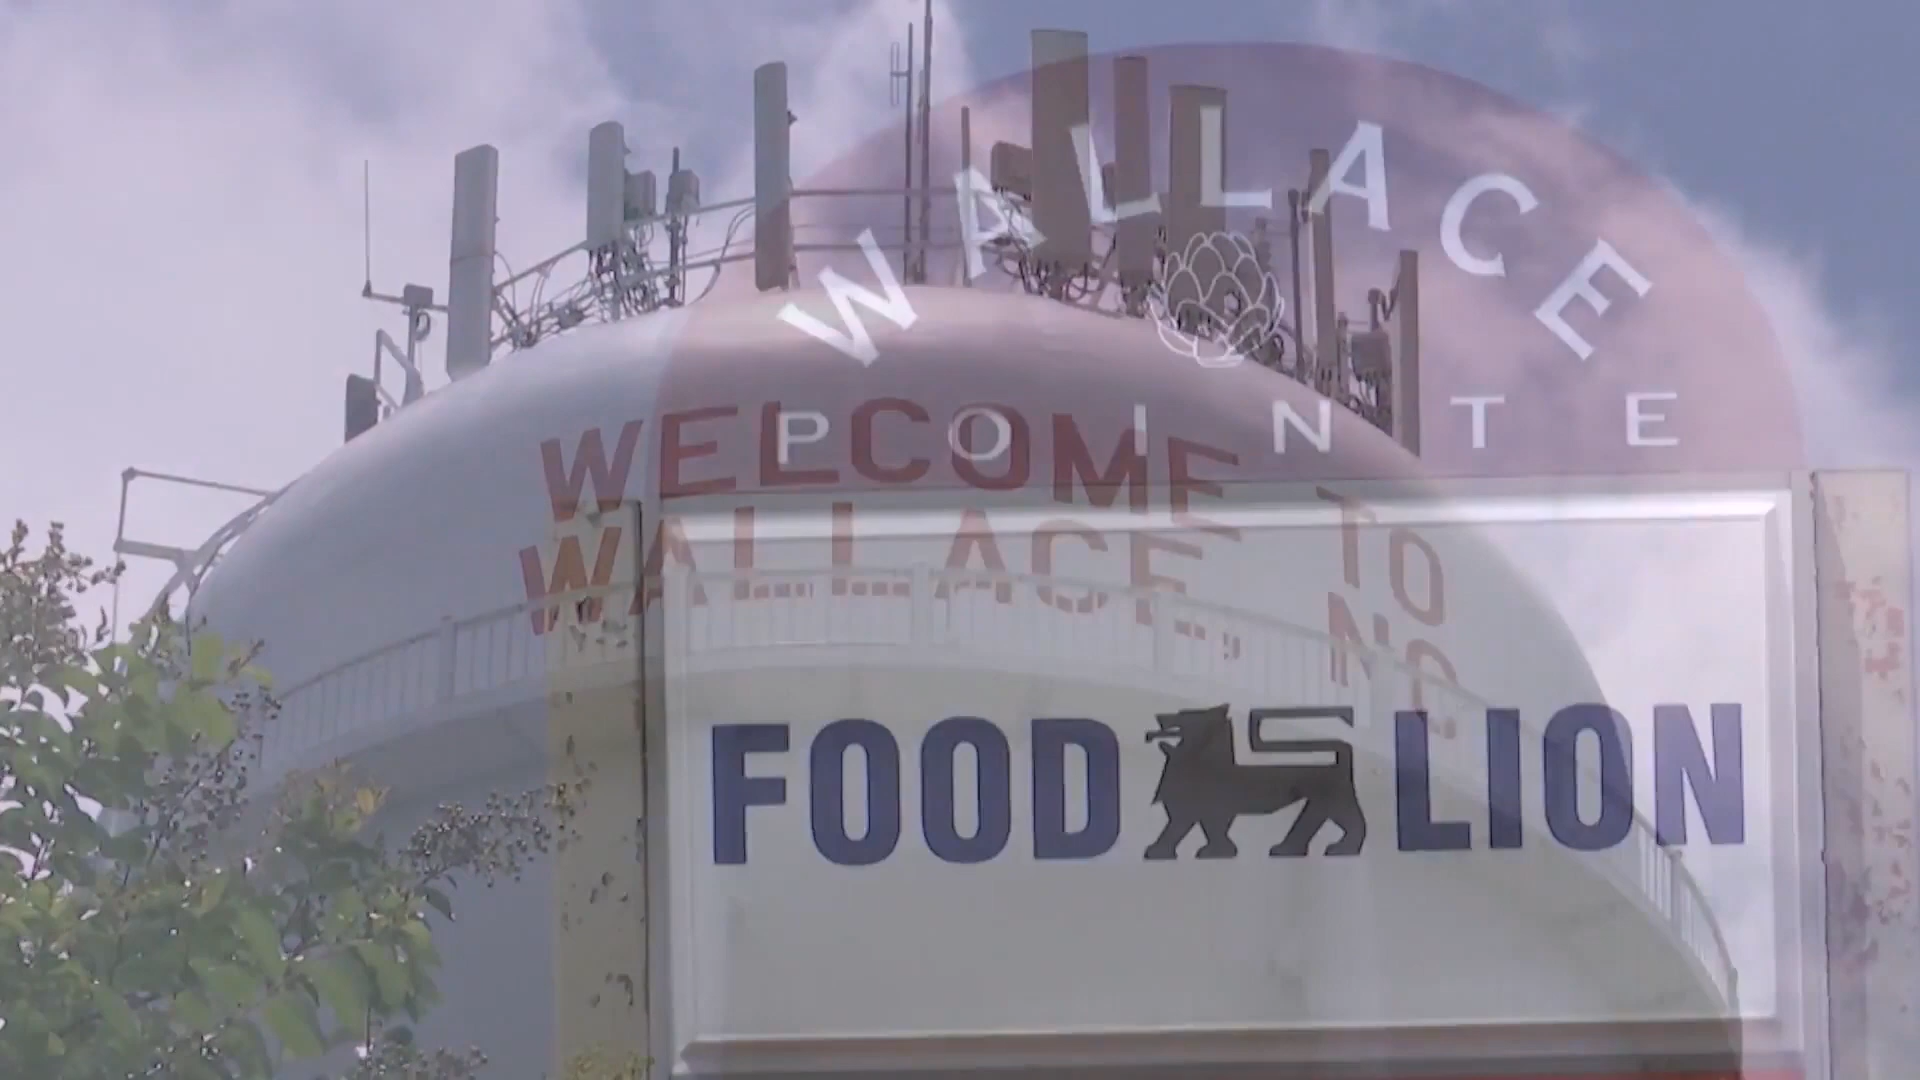 WALLACE
POINTE
WELCOME TO
WALLACE, NC
FOOD LION